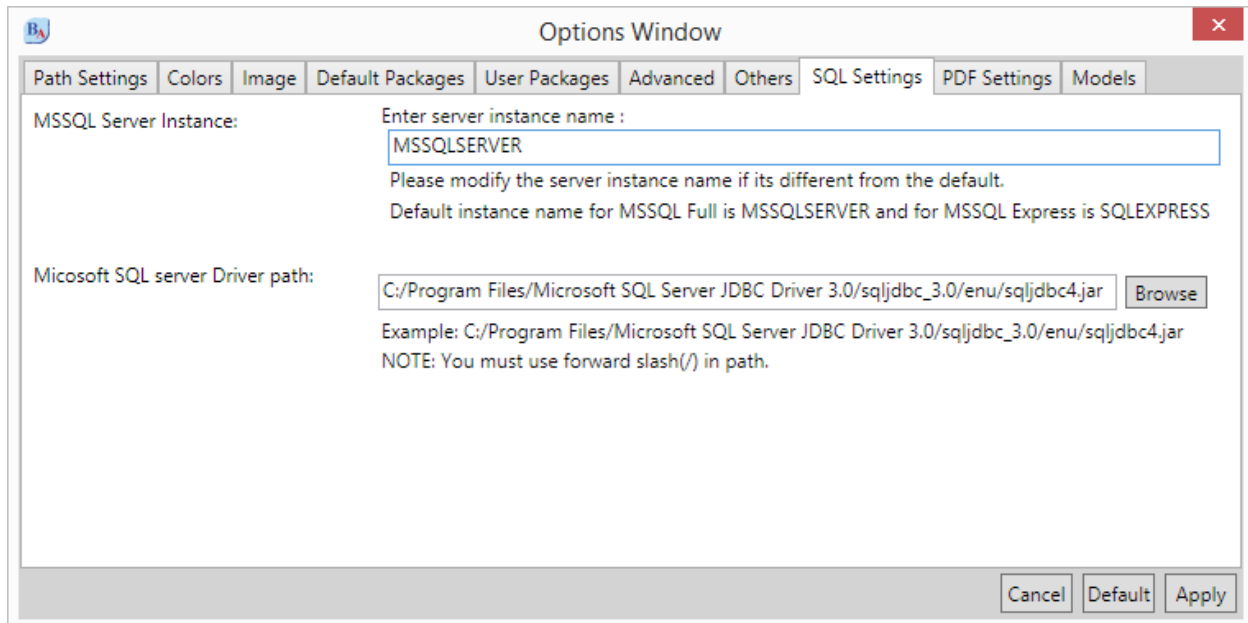 BA
Options Window
Path Settings Colors Image Default Packages User Packages Advanced Others SQL Settings PDF Settings Models
MSSQL Server Instance:
Enter server instance name :
MSSQLSERVER
Please modify the server instance name if its different from the default.
Default instance name for MSSQL Full is MSSQLSERVER and for MSSQL Express is SQLEXPRESS
Micosoft SQL server Driver path:
C:/Program Files/Microsoft SQL Server JDBC Driver 3.0/sqljdbc_3.0/enu/sqljdbc4.jar Browse
Example: C:/Program Files/Microsoft SQL Server JDBC Driver 3.0/sqljdbc_3.0/enu/sqljdbc4.jar
NOTE: You must use forward slash(/) in path.
Cancel Default Apply